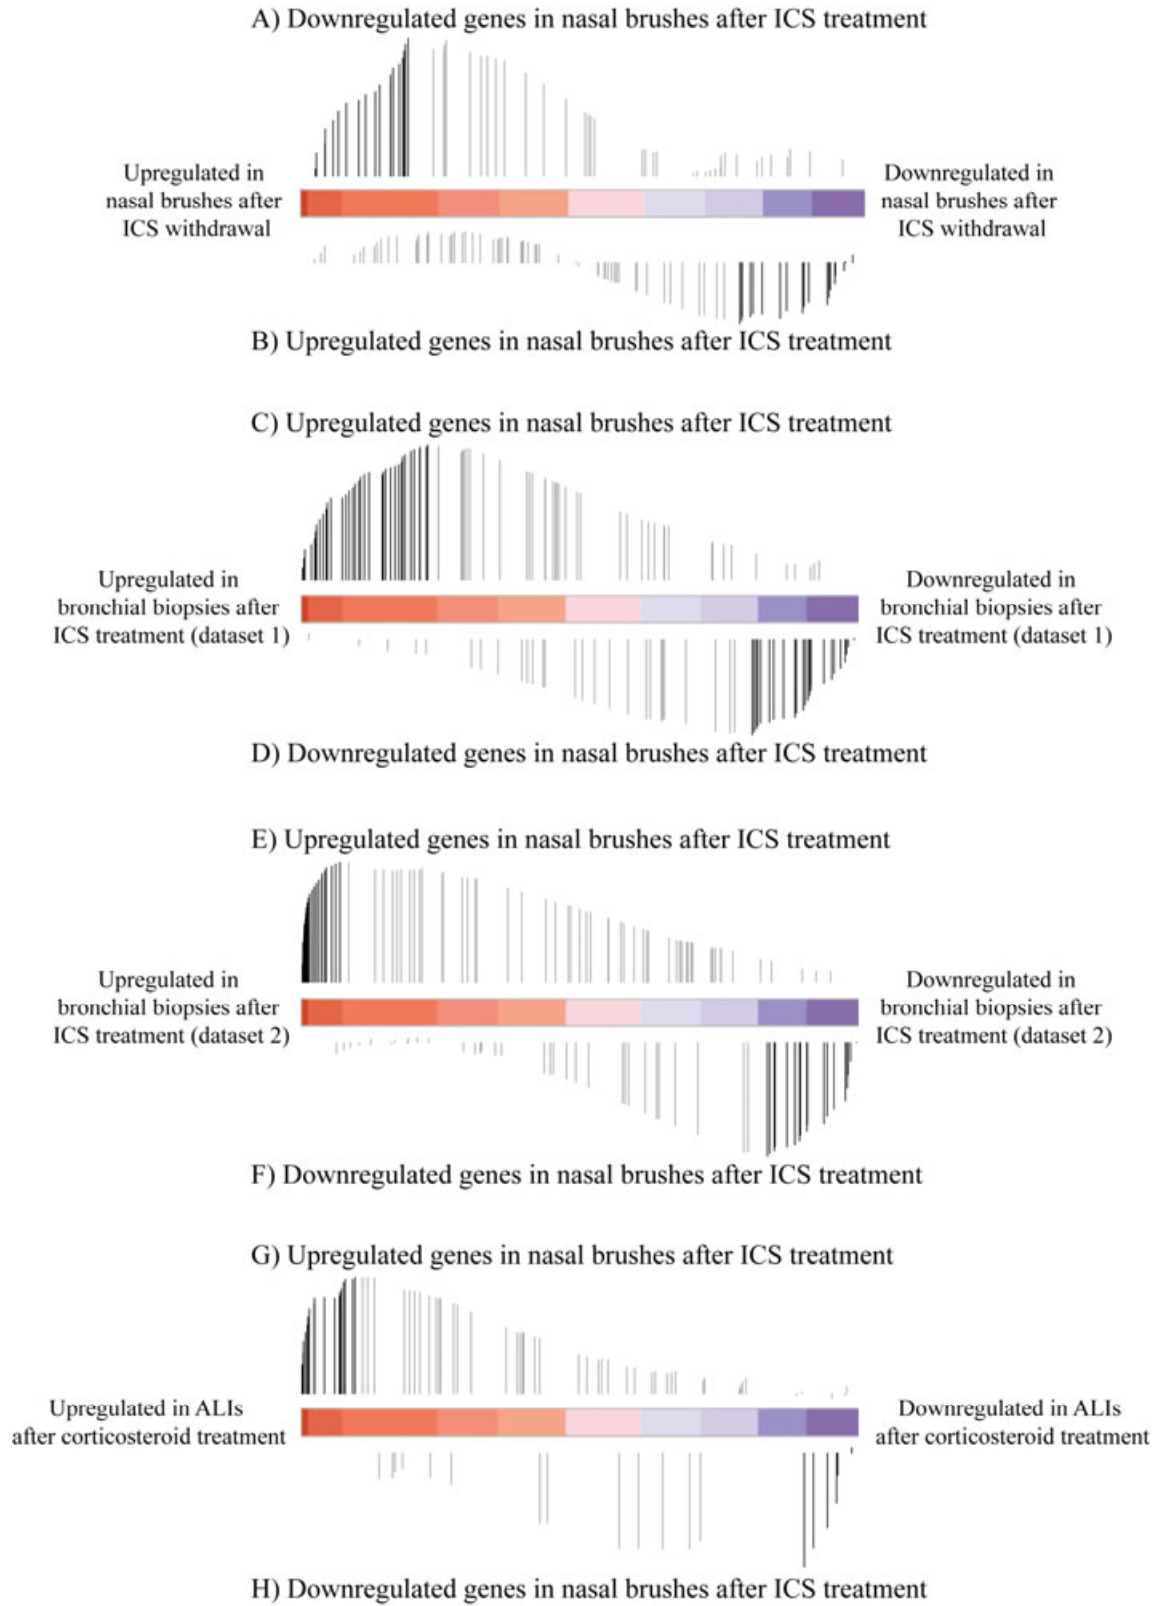 A) Downregulated genes in nasal brushes after ICS treatment
Upregulated in
nasal brushes after
ICS withdrawal
Downregulated in
nasal brushes after
ICS withdrawal
B) Upregulated genes in nasal brushes after ICS treatment
C) Upregulated genes in nasal brushes after ICS treatment
Upregulated in
bronchial biopsies after
ICS treatment (dataset 1)
Downregulated in
bronchial biopsies after
ICS treatment (dataset 1)
D) Downregulated genes in nasal brushes after ICS treatment
E) Upregulated genes in nasal brushes after ICS treatment
Upregulated in
bronchial biopsies after
ICS treatment (dataset 2)
Downregulated in
bronchial biopsies after
ICS treatment (dataset 2)
F) Downregulated genes in nasal brushes after ICS treatment
G) Upregulated genes in nasal brushes after ICS treatment
Upregulated in ALIs
after corticosteroid treatment
Downregulated in ALIs
after corticosteroid treatment
H) Downregulated genes in nasal brushes after ICS treatment